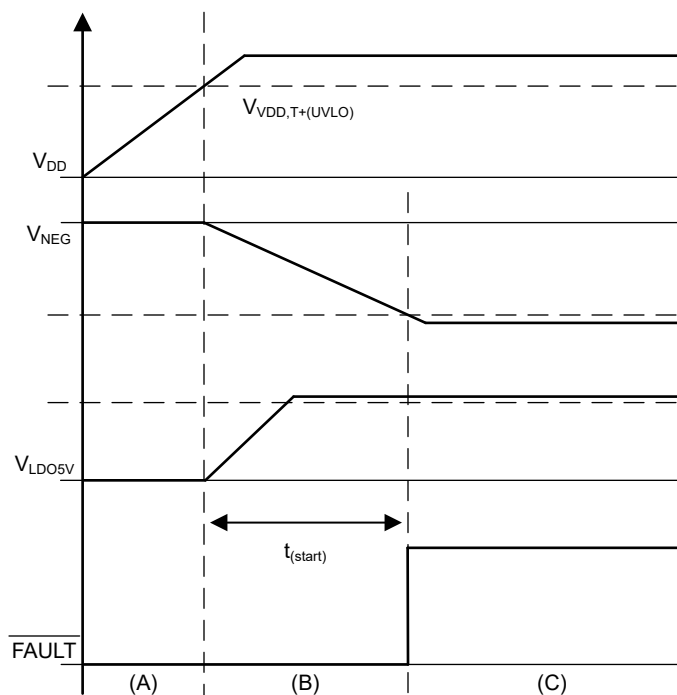 V_VDD,T+(UVLO)
V_DD
V_NEG
V_LDO5V
t_(start)
FAULT
(A) (B) (C)